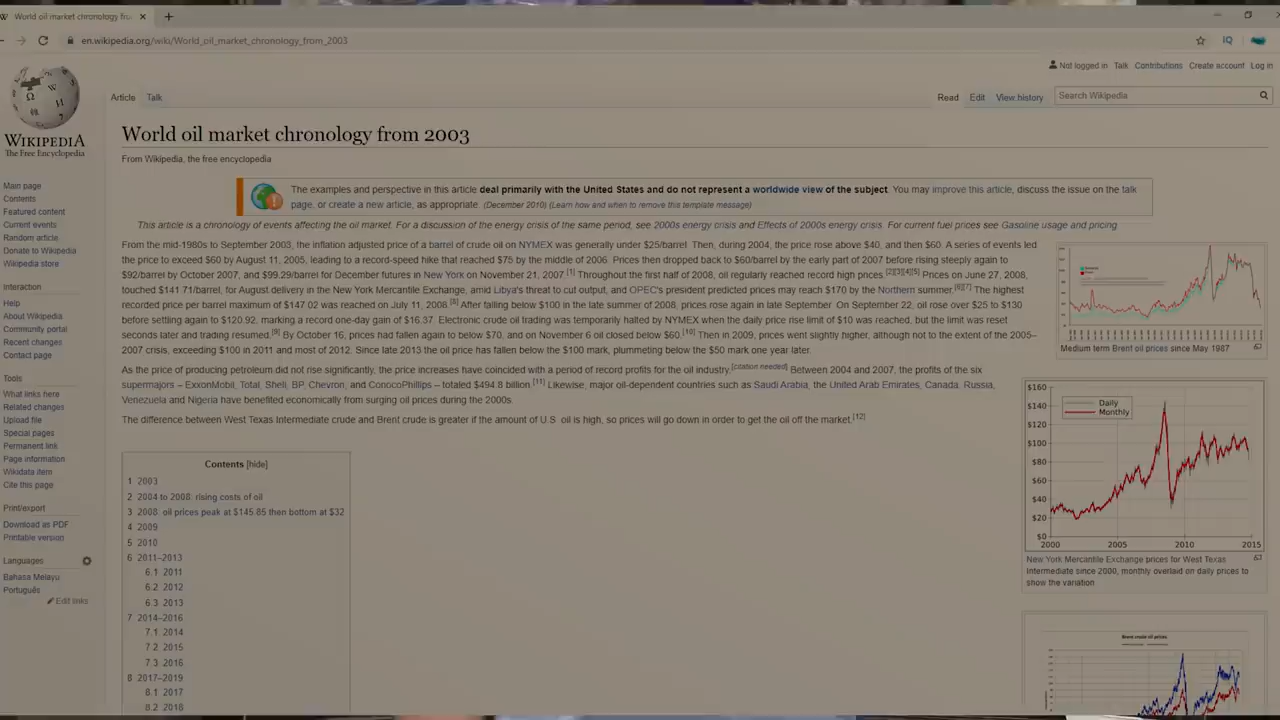 World oil market chronology fro
en.wikipedia.org/wiki/World_oil_market_chronology_from_2003
IQ
Not logged in Talk Contributions Create account Log in
Article Talk
Read Edit View history Search Wikipedia
WIKIPEDIA
The Free Encyclopedia
World oil market chronology from 2003
From Wikipedia, the free encyclopedia
The examples and perspective in this article deal primarily with the United States and do not represent a worldwide view of the subject. You may improve this article, discuss the issue on the talk
page, or create a new article, as appropriate. (December 2010) (Learn how and when to remove this template message)
This article is a chronology of events affecting the oil market. For a discussion of the energy crisis of the same period, see 2000s energy crisis and Effects of 2000s energy crisis. For current fuel prices see Gasoline usage and pricing
From the mid-1980s to September 2003, the inflation adjusted price of a barrel of crude oil on NYMEX was generally under $25/barrel. Then, during 2004, the price rose above $40, and then $60. A series of events led
the price to exceed $60 by August 11, 2005, leading to a record-speed hike that reached $75 by the middle of 2006. Prices then dropped back to $60/barrel by the early part of 2007 before rising steeply again to
$92/barrel by October 2007, and $99.29/barrel for December futures in New York on November 21, 2007.[1] Throughout the first half of 2008, oil regularly reached record high prices.[2][3][4][5] Prices on June 27, 2008,
touched $141.71/barrel, for August delivery in the New York Mercantile Exchange, amid Libya's threat to cut output, and OPEC's president predicted prices may reach $170 by the Northern summer.[6][7] The highest
recorded price per barrel maximum of $147.02 was reached on July 11, 2008.[8] After falling below $100 in the late summer of 2008, prices rose again in late September. On September 22, oil rose over $25 to $130
before settling again to $120.92, marking a record one-day gain of $16.37. Electronic crude oil trading was temporarily halted by NYMEX when the daily price rise limit of $10 was reached, but the limit was reset
seconds later and trading resumed.[9] By October 16, prices had fallen again to below $70, and on November 6 oil closed below $60.[10] Then in 2009, prices went slightly higher, although not to the extent of the 2005–
2007 crisis, exceeding $100 in 2011 and most of 2012. Since late 2013 the oil price has fallen below the $100 mark, plummeting below the $50 mark one year later.
As the price of producing petroleum did not rise significantly, the price increases have coincided with a period of record profits for the oil industry.[citation needed] Between 2004 and 2007, the profits of the six
supermajors – ExxonMobil, Total, Shell, BP, Chevron, and ConocoPhillips – totaled $494.8 billion.[11] Likewise, major oil-dependent countries such as Saudi Arabia, the United Arab Emirates, Canada, Russia,
Venezuela and Nigeria have benefited economically from surging oil prices during the 2000s.
The difference between West Texas Intermediate crude and Brent crude is greater if the amount of U.S. oil is high, so prices will go down in order to get the oil off the market.[12]
Contents [hide]
1 2003
2 2004 to 2008: rising costs of oil
3 2008: oil prices peak at $145.85 then bottom at $32
4 2009
5 2010
6 2011–2013
6.1 2011
6.2 2012
6.3 2013
7 2014–2016
7.1 2014
7.2 2015
7.3 2016
8 2017–2019
8.1 2017
8.2 2018
Main page
Contents
Featured content
Current events
Random article
Donate to Wikipedia
Wikipedia store
Interaction
Help
About Wikipedia
Community portal
Recent changes
Contact page
Tools
What links here
Related changes
Upload file
Special pages
Permanent link
Page information
Wikidata item
Cite this page
Print/export
Download as PDF
Printable version
Languages
Bahasa Melayu
Português
Edit links
Medium term Brent oil prices since May 1987
$160
$140
$120
$100
$80
$60
$40
$20
$0
Daily
Monthly
2000 2005 2010 2015
New York Mercantile Exchange prices for West Texas
Intermediate since 2000, monthly overlaid on daily prices to
show the variation
Brent crude oil prices